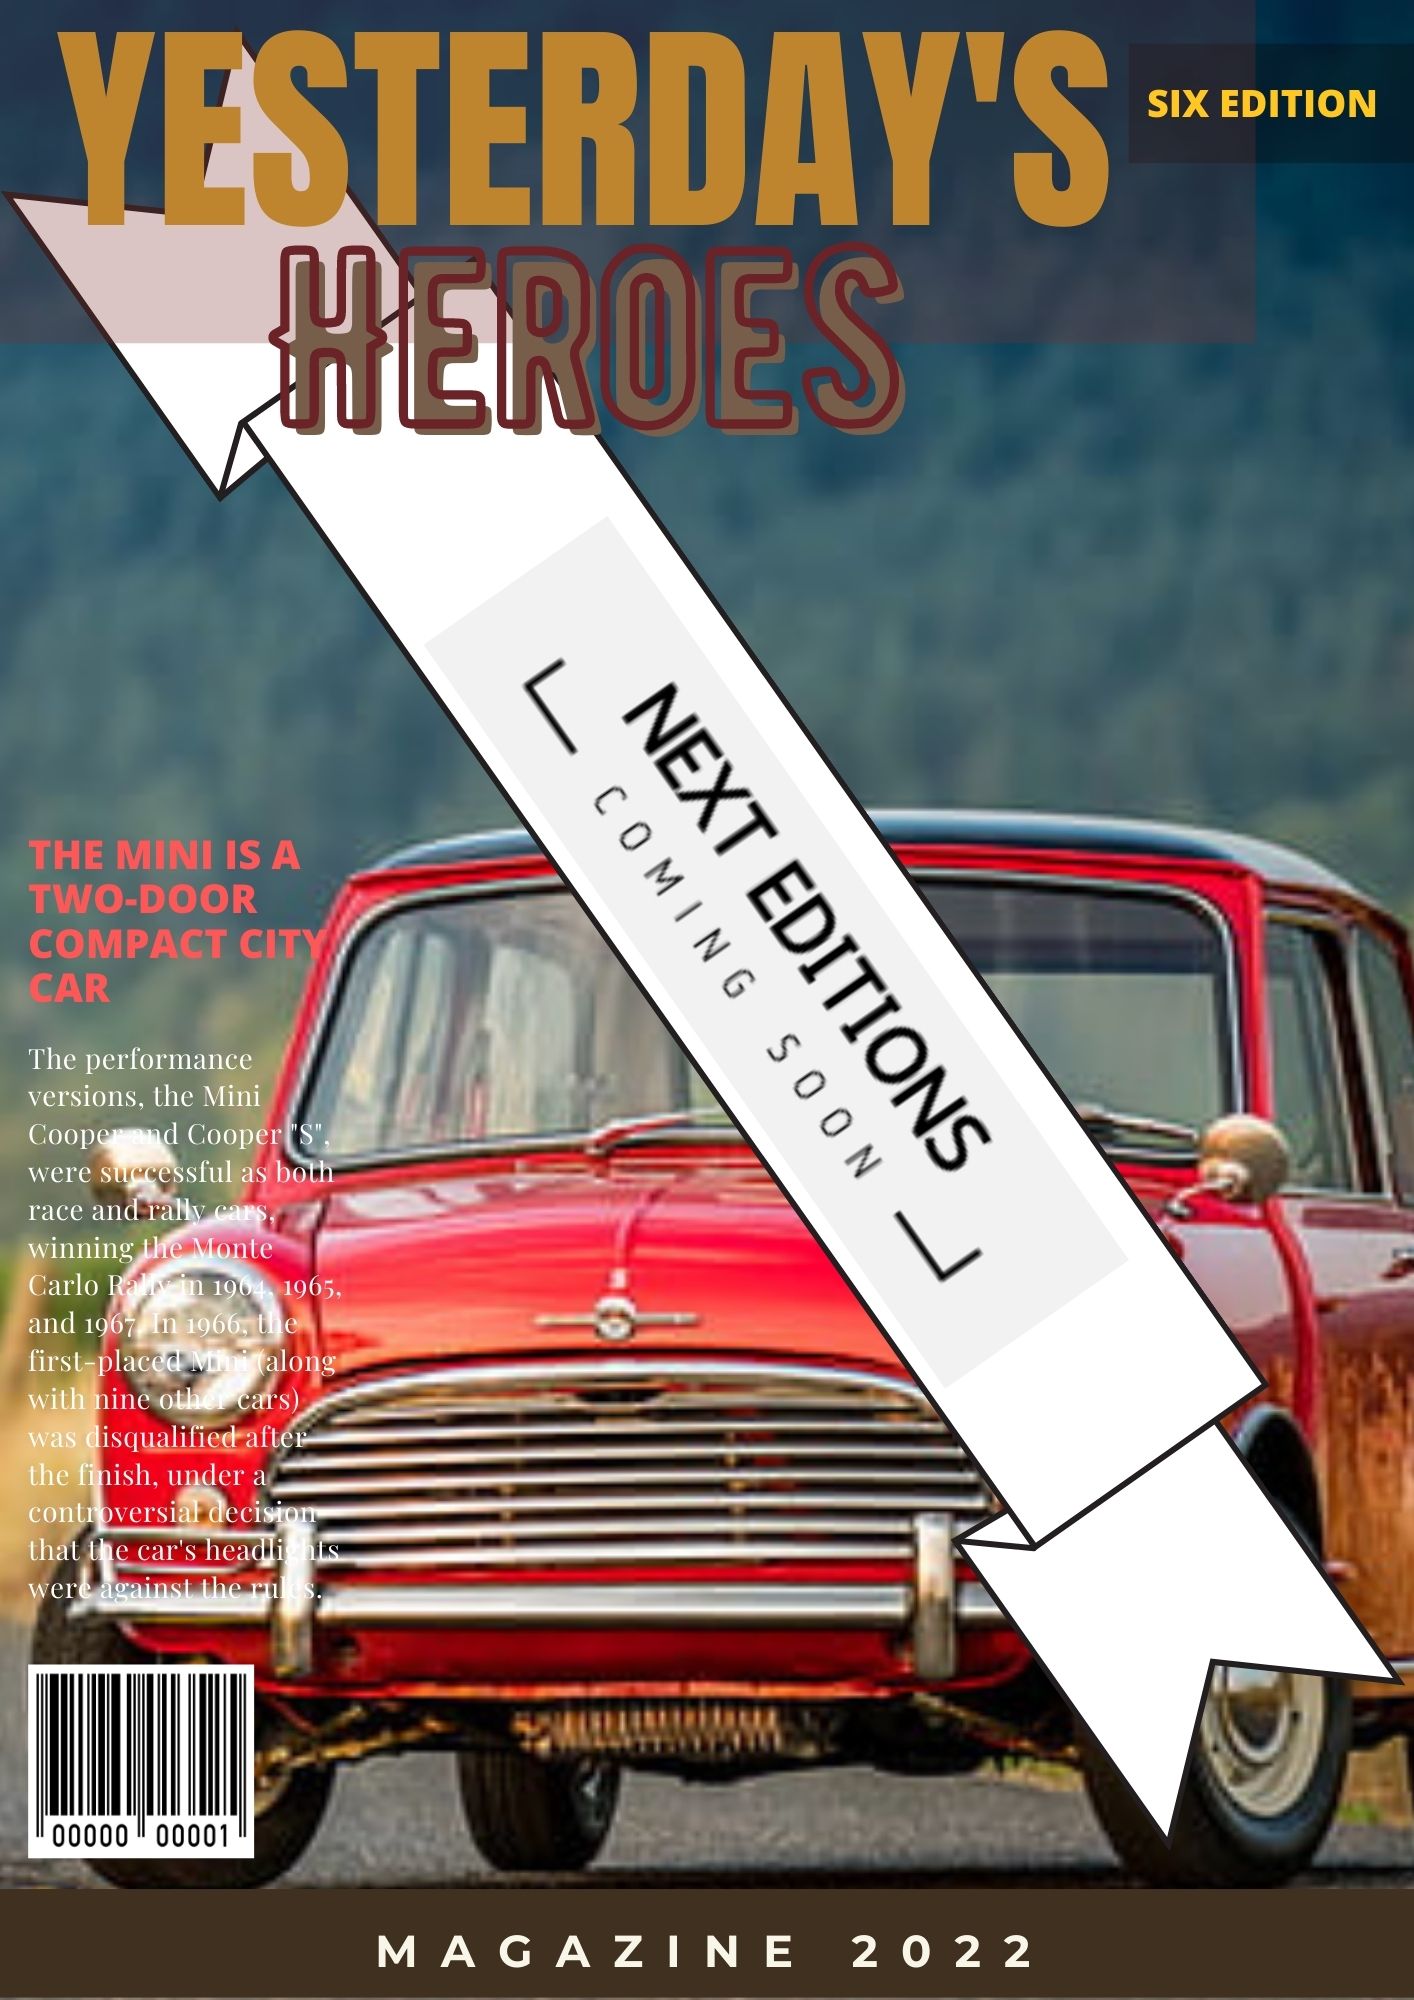 YESTERDAY'S
SIX EDITION
HEROES
NEXT EDITIONS
COMING SOON
THE MINI IS A
TWO-DOOR
COMPACT CITY
CAR
The performance
versions, the Mini
Cooper and Cooper "S",
were successful as both
race and rally cars,
winning the Monte
Carlo Rally in 1964, 1965,
and 1967. In 1966, the
first-placed Mini (along
with nine other cars)
was disqualified after
the finish, under a
controversial decision
that the car's headlights
were against the rules.
00000 00001
MAGAZINE 2022